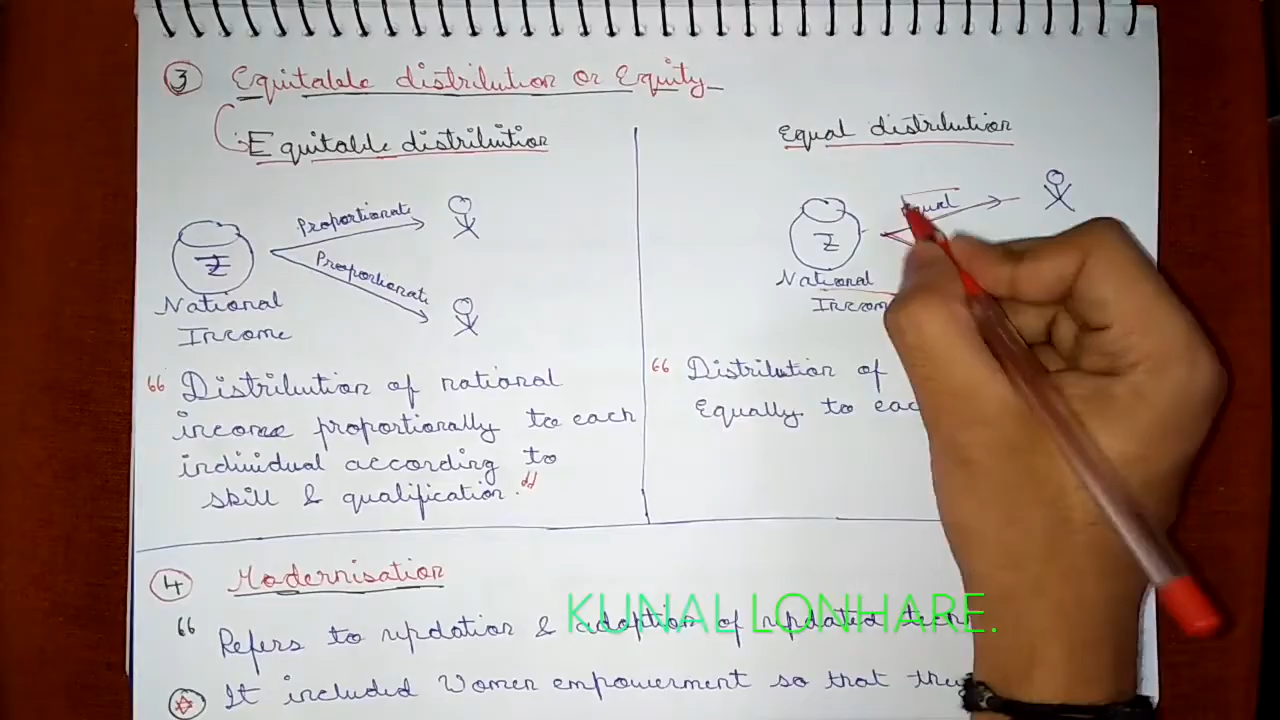 3 Equitable distribution or Equity
Equitable distribution
Proportionate
Proportionate
₹
National
Income
" Distribution of national
income proportionally to each
individual according to
skill & qualification. "
Equal distribution
Equal
₹
National
Income
" Distribution of
Equally to
4 Modernisation
" Refers to updation & adoption of updated
It included Women empowerment so that
KUNAL LONHARE.